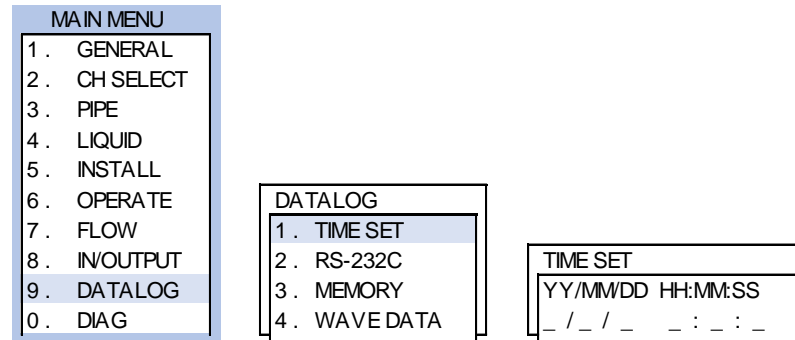 MAIN MENU
1. GENERAL
2. CH SELECT
3. PIPE
4. LIQUID
5. INSTALL
6. OPERATE
7. FLOW
8. IN/OUTPUT
9. DATALOG
0. DIAG
DATALOG
1. TIME SET
2. RS-232C
3. MEMORY
4. WAVE DATA
TIME SET
YY/MM/DD HH:MM:SS
_ / _ / _ _ : _ : _